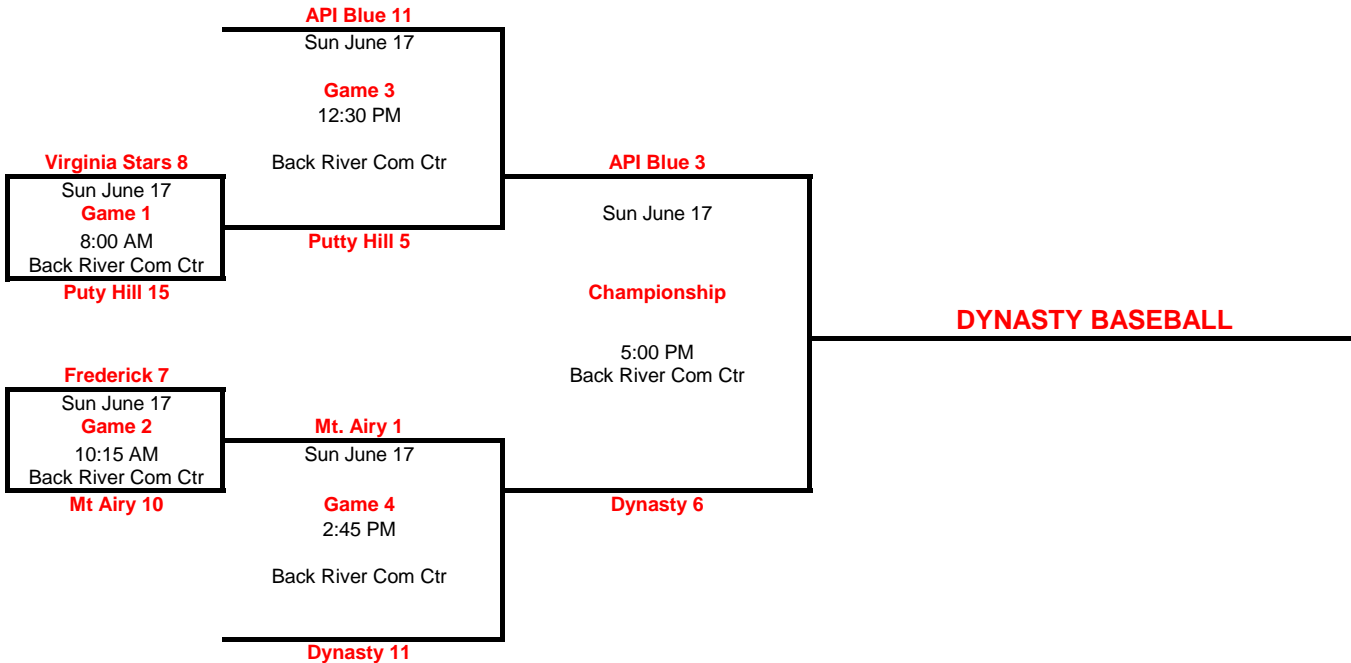 API Blue 11
Sun June 17
Game 3
12:30 PM
Back River Com Ctr
Virginia Stars 8
Sun June 17
Game 1
8:00 AM
Back River Com Ctr
Puty Hill 15
Putty Hill 5
API Blue 3
Sun June 17
Championship
5:00 PM
Back River Com Ctr
DYNASTY BASEBALL
Frederick 7
Sun June 17
Game 2
10:15 AM
Back River Com Ctr
Mt Airy 10
Mt. Airy 1
Sun June 17
Game 4
2:45 PM
Back River Com Ctr
Dynasty 11
Dynasty 6